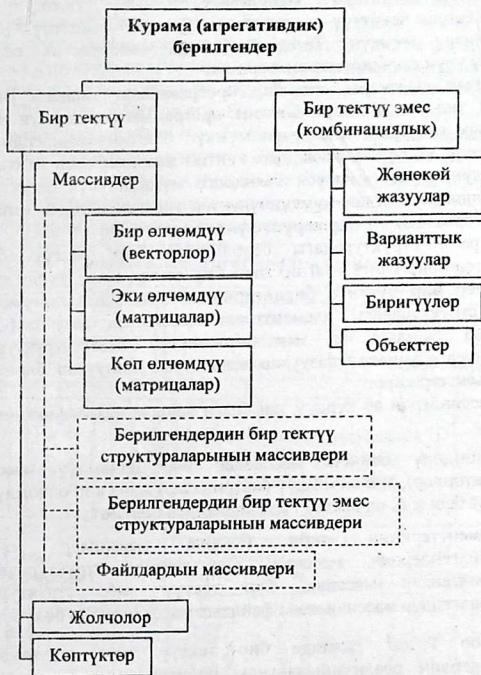 Курама (агрегативдик)
берилгендер
Бир тектүү
Массивдер
Бир өлчөмдүү
(векторлор)
Эки өлчөмдүү
(матрицалар)
Көп өлчөмдүү
(матрицалар)
Берилгендердин бир тектүү
структураларынын массивдери
Берилгендердин бир тектүү эмес
структураларынын массивдери
Файлдардын массивдери
Жолчолор
Көптүктөр
Бир тектүү эмес
(комбинациялык)
Жөнөкөй
жазуулар
Варианттык
жазуулар
Биригүүлөр
Объекттер